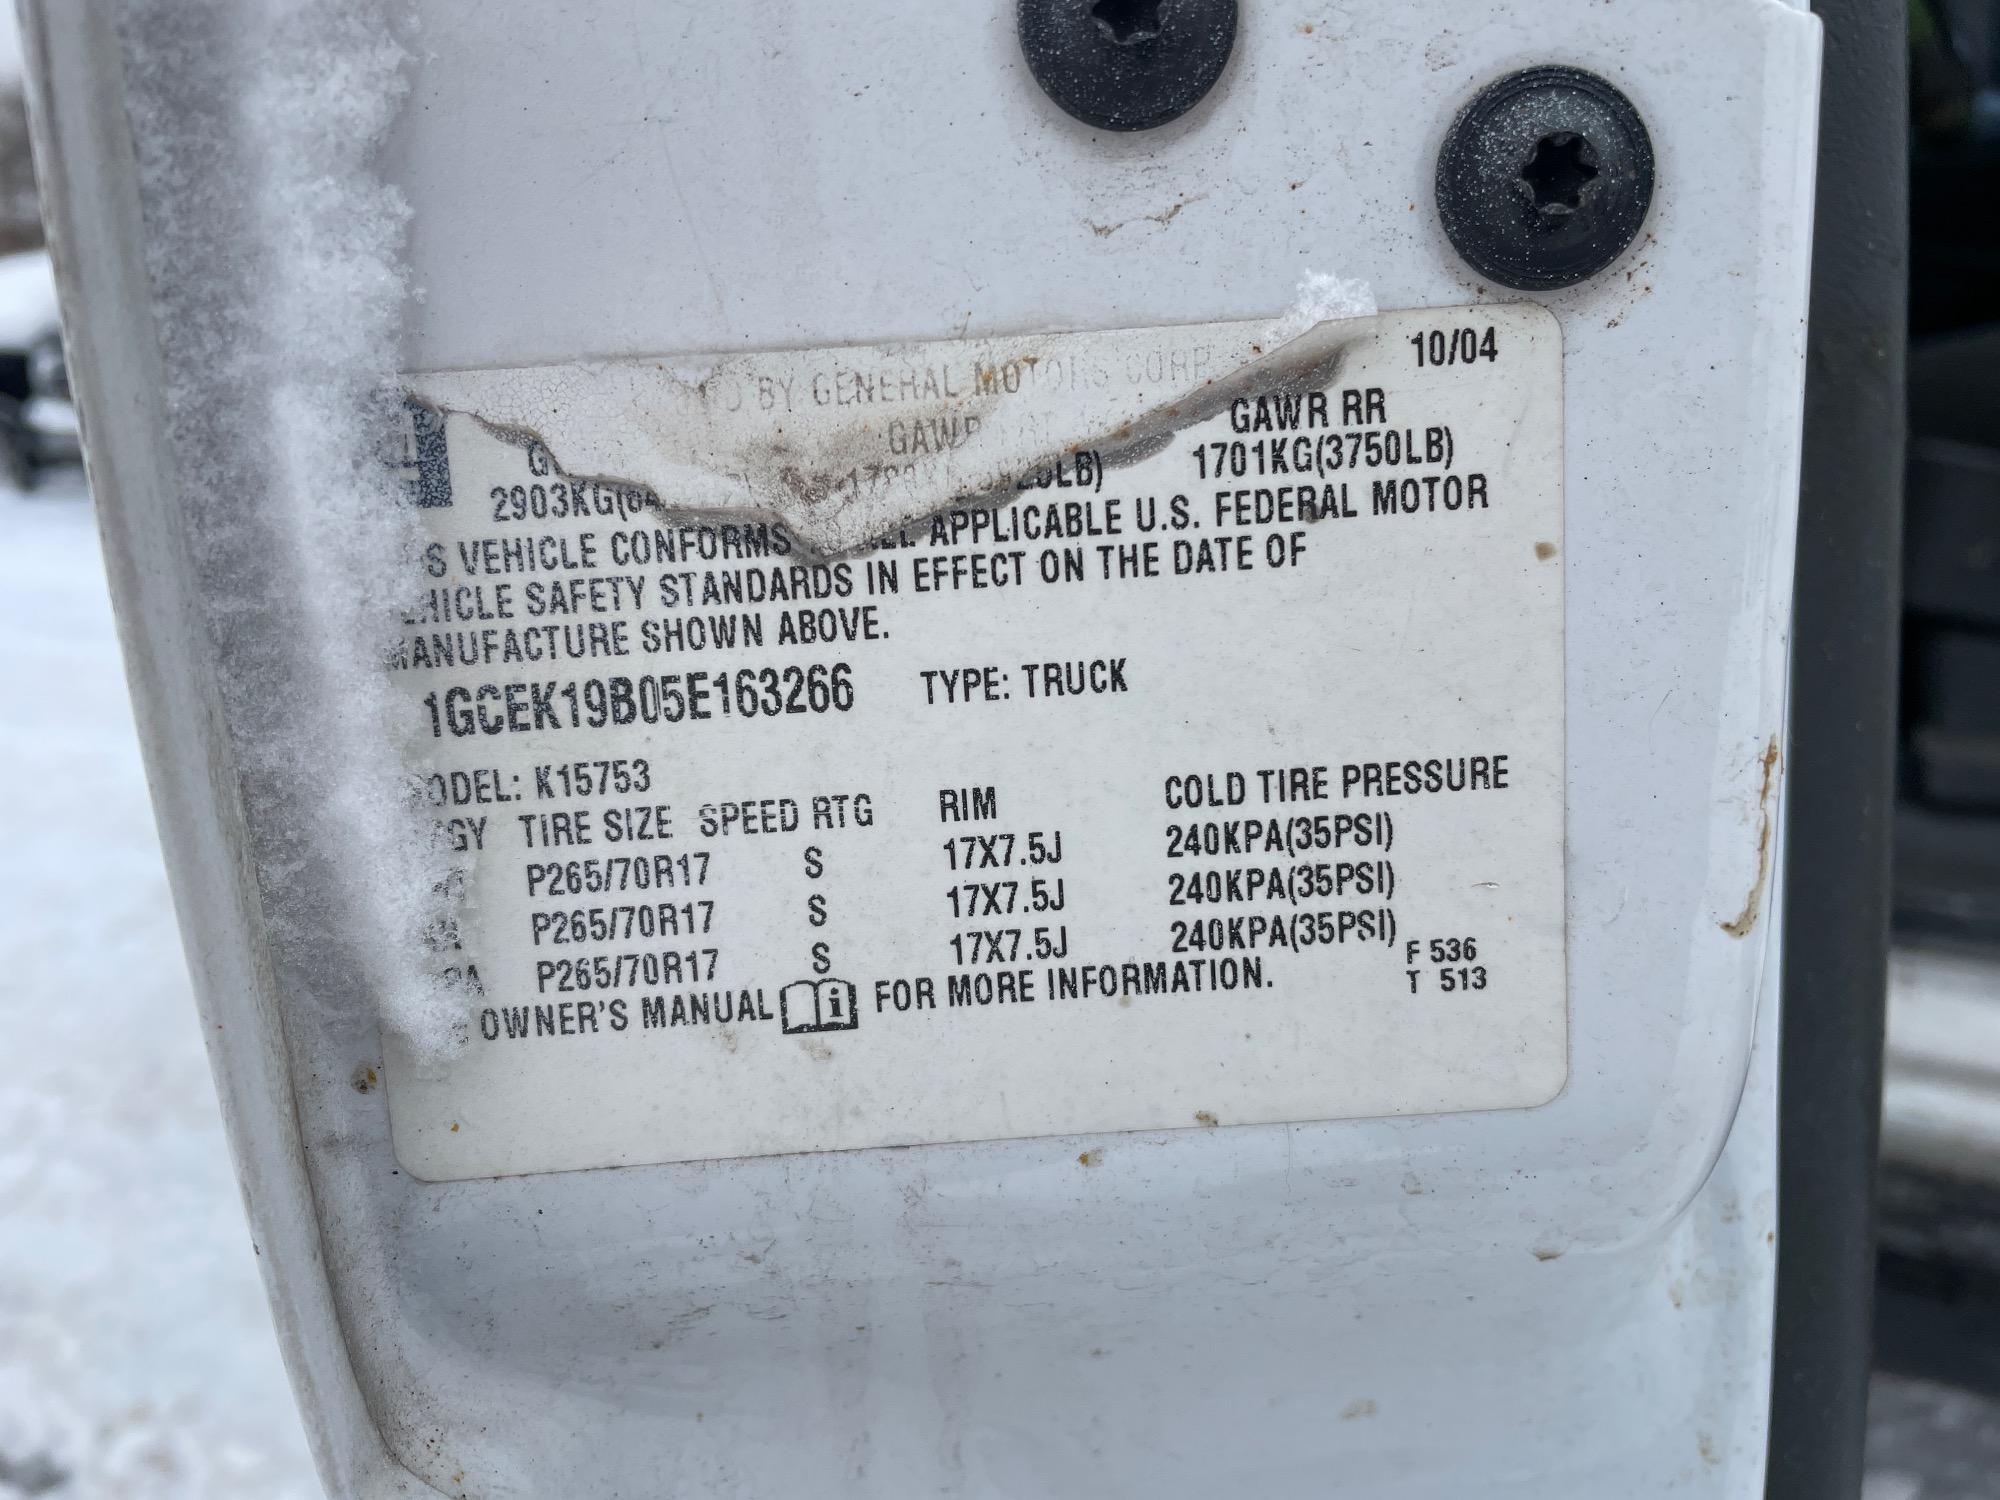 BY GENERAL MOTORS CORP 10/04
GAWR RR
2903KG( 1701KG(3750LB)
VEHICLE CONFORMS APPLICABLE U.S. FEDERAL MOTOR
VEHICLE SAFETY STANDARDS IN EFFECT ON THE DATE OF
MANUFACTURE SHOWN ABOVE.
1GCEK19B05E163266 TYPE: TRUCK
MODEL: K15753
TIRE SIZE SPEED RTG RIM COLD TIRE PRESSURE
P265/70R17 S 17X7.5J 240KPA(35PSI)
P265/70R17 S 17X7.5J 240KPA(35PSI)
P265/70R17 S 17X7.5J 240KPA(35PSI)
OWNER'S MANUAL FOR MORE INFORMATION.
F 536
T 513